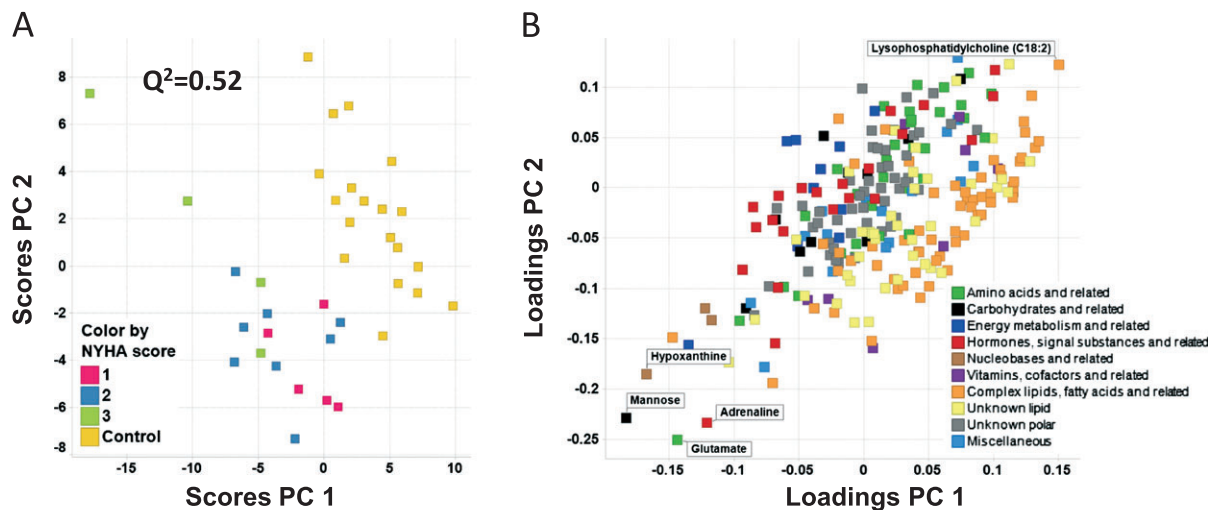 A
Q²=0.52
Scores PC 2
8
6
4
2
0
-2
-4
-6
-8
Color by
NYHA score
1
2
3
Control
-15
-10
-5
0
5
10
Scores PC 1
B
Lysophosphatidylcholine (C18:2)
Loadings PC 2
0.1
0.05
0
-0.05
-0.1
-0.15
-0.2
-0.25
Hypoxanthine
Mannose
Adrenaline
Glutamate
Amino acids and related
Carbohydrates and related
Energy metabolism and related
Hormones, signal substances and related
Nucleobases and related
Vitamins, cofactors and related
Complex lipids, fatty acids and related
Unknown lipid
Unknown polar
Miscellaneous
-0.15
-0.1
-0.05
0
0.05
0.1
0.15
Loadings PC 1